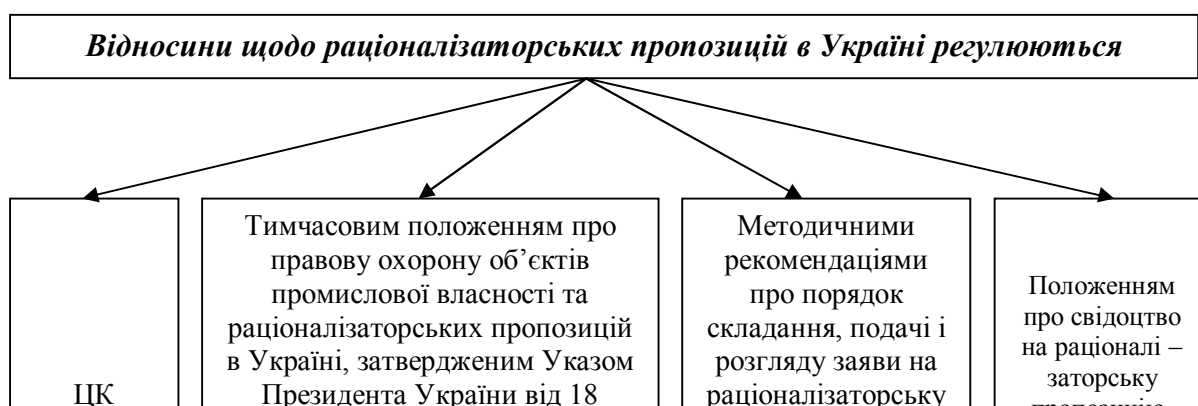 Відносини щодо раціоналізаторських пропозицій в Україні регулюються
ЦК
Тимчасовим положенням про
правову охорону об’єктів
промислової власності та
раціоналізаторських пропозицій
в Україні, затвердженим Указом
Президента України від 18
Методичними
рекомендаціями
про порядок
складання, подачі і
розгляду заяви на
раціоналізаторську
Положенням
про свідоцтво
на раціоналі –
заторську